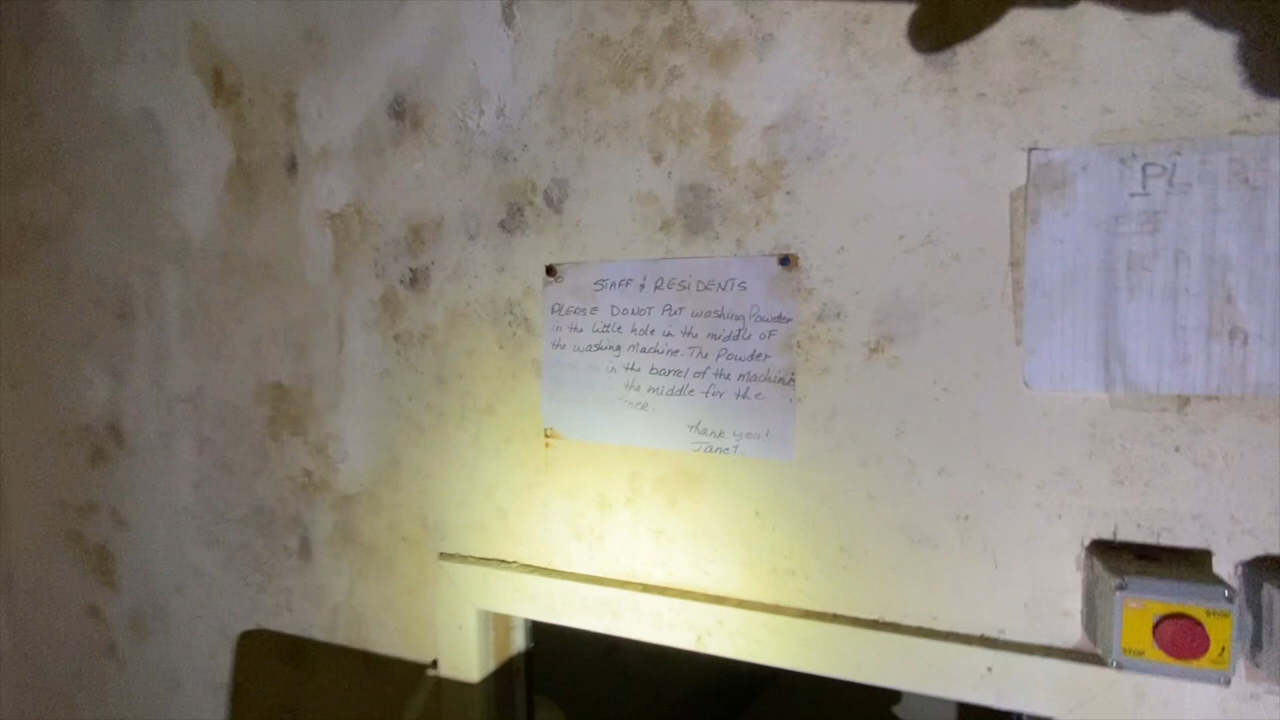 STAFF & RESIDENTS
PLEASE DO NOT PUT washing Powder
in the little hole in the middle OF
the washing Machine. The Powder
in the barrel of the machine
the middle for the
Thank you!
Janet
PL
STOP
STOP